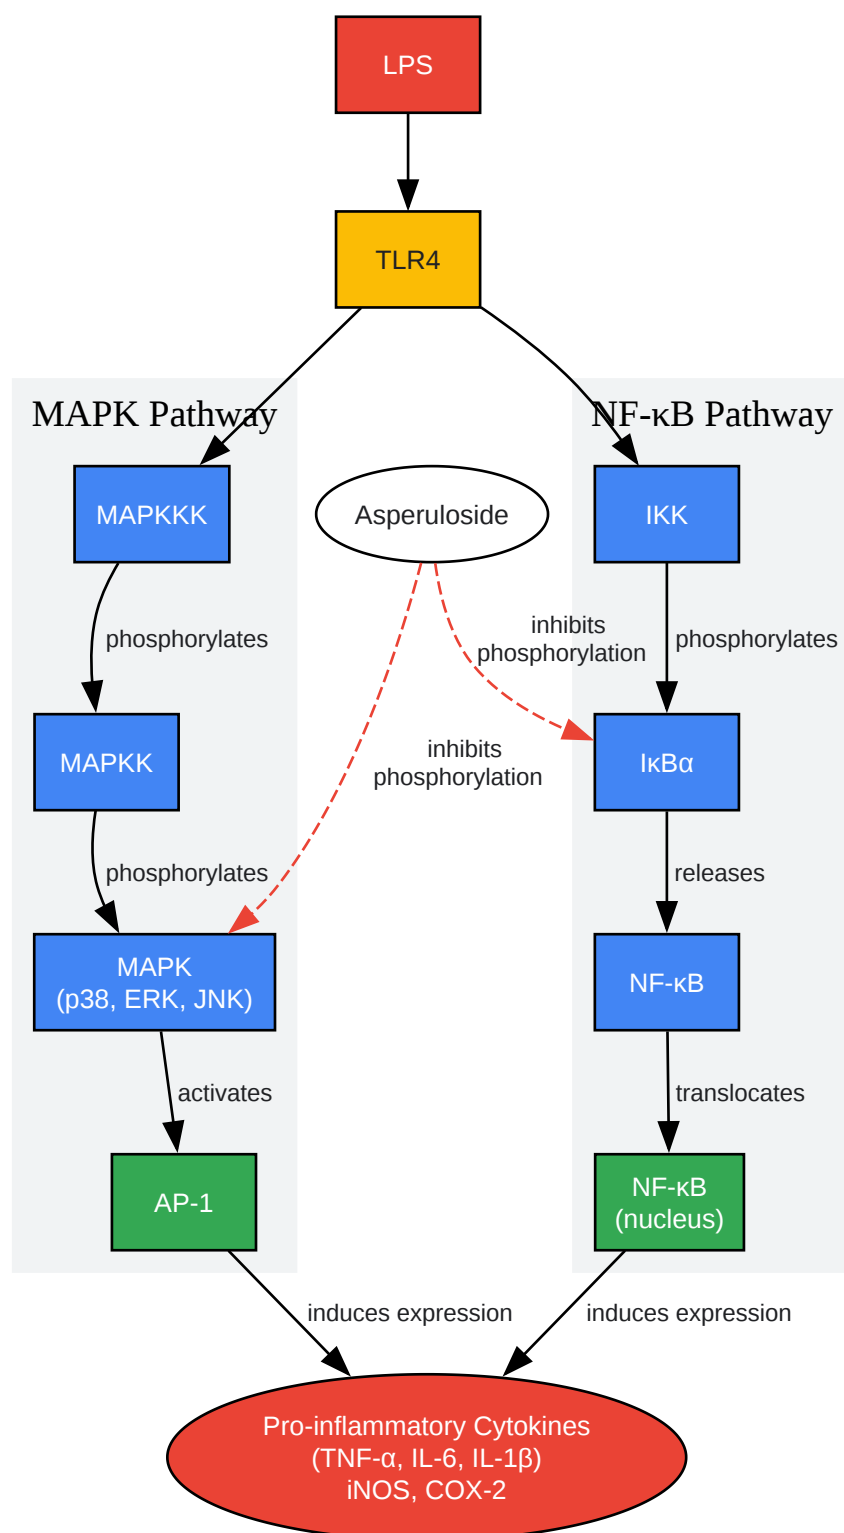 LPS
TLR4
MAPK Pathway
NF-κB Pathway
MAPKKK
Asperuloside
IKK
phosphorylates
inhibits
phosphorylation
phosphorylates
MAPKK
inhibits
phosphorylation
IκBα
phosphorylates
releases
MAPK
(p38, ERK, JNK)
NF-κB
activates
translocates
AP-1
NF-κB
(nucleus)
induces expression
induces expression
Pro-inflammatory Cytokines
(TNF-α, IL-6, IL-1β)
iNOS, COX-2